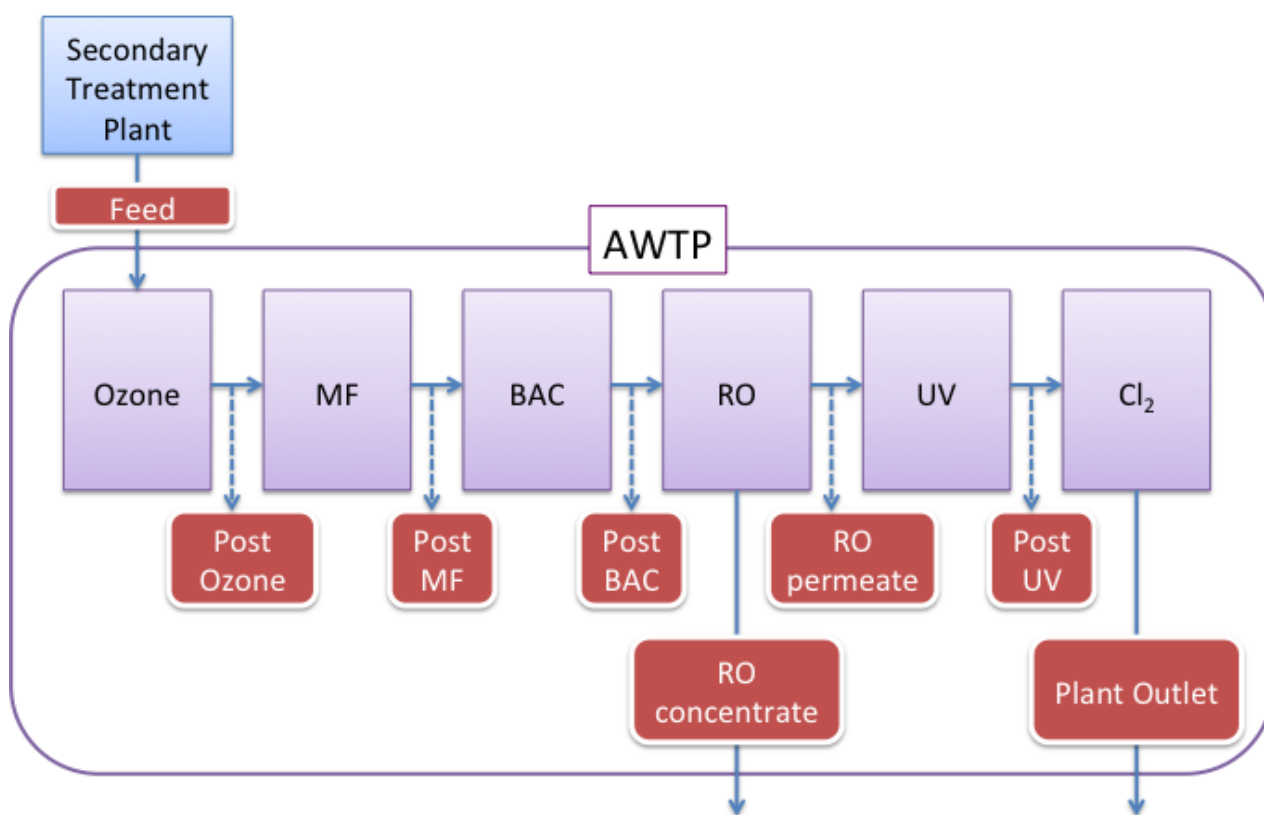 Secondary
Treatment
Plant
Feed
AWTP
Ozone
MF
BAC
RO
UV
Cl₂
Post
Ozone
Post
MF
Post
BAC
RO
permeate
Post
UV
RO
concentrate
Plant Outlet